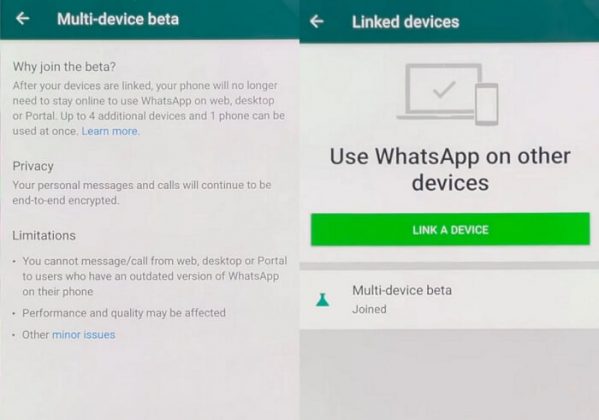 Multi-device beta
Why join the beta?
After your devices are linked, your phone will no longer
need to stay online to use WhatsApp on web, desktop
or Portal. Up to 4 additional devices and 1 phone can be
used at once. Learn more.
Privacy
Your personal messages and calls will continue to be
end-to-end encrypted.
Limitations
• You cannot message/call from web, desktop or Portal
to users who have an outdated version of WhatsApp
on their phone
• Performance and quality may be affected
• Other minor issues
Linked devices
Use WhatsApp on other
devices
LINK A DEVICE
Multi-device beta
Joined